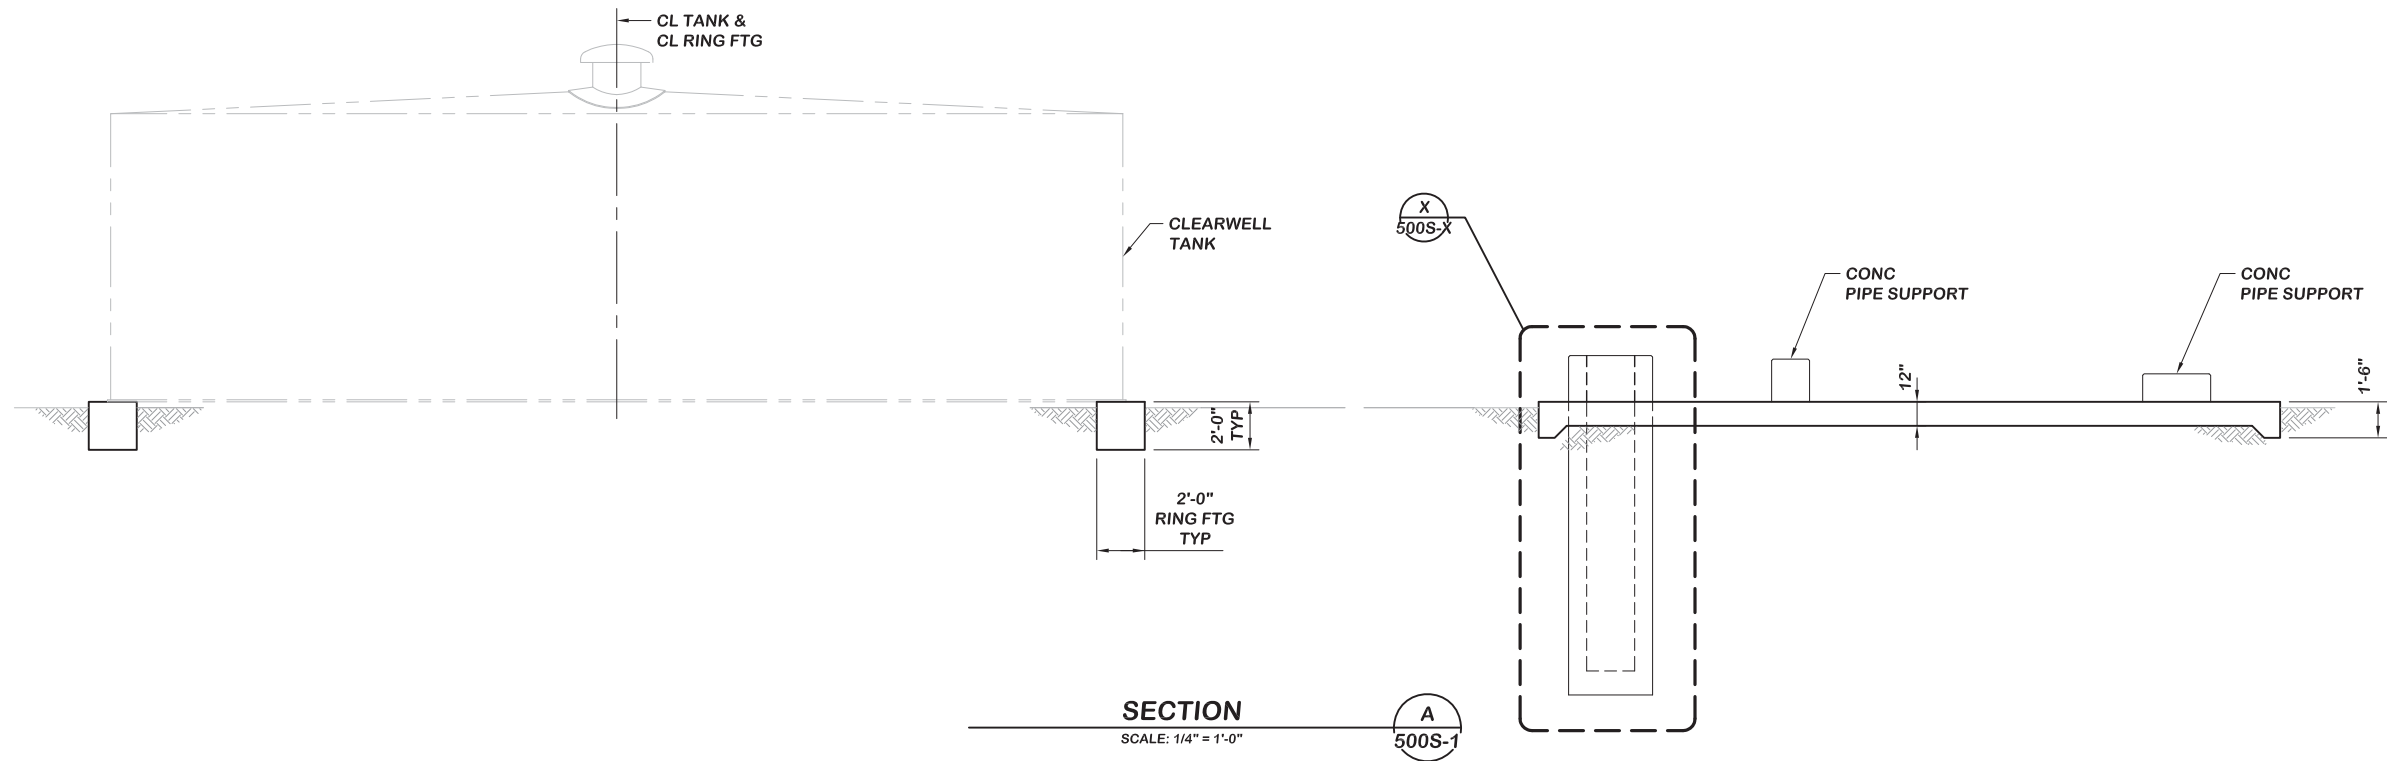 CL TANK &
CL RING FTG
CLEARWELL
TANK
X
500S-X
CONC
PIPE SUPPORT
CONC
PIPE SUPPORT
12"
1'-6"
2'-0"
TYP
2'-0"
RING FTG
TYP
SECTION
SCALE: 1/4" = 1'-0"
A
500S-1